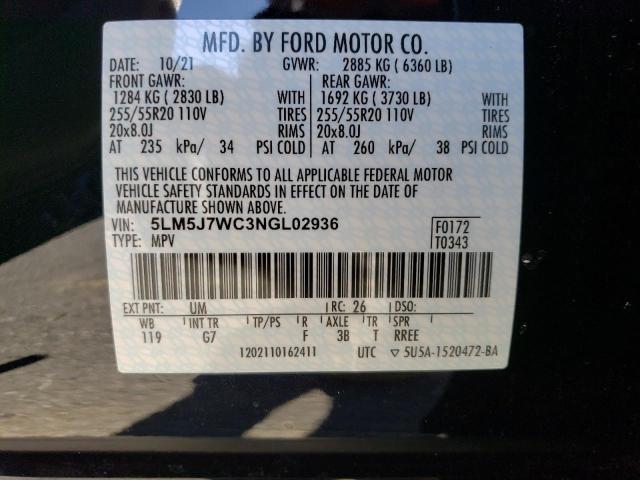 MFD. BY FORD MOTOR CO.
DATE: 10/21 GVWR: 2885 KG ( 6360 LB)
FRONT GAWR: REAR GAWR:
1284 KG ( 2830 LB) WITH 1692 KG ( 3730 LB) WITH
255/55R20 110V TIRES 255/55R20 110V TIRES
20x8.0J RIMS 20x8.0J RIMS
AT 235 kPa/ 34 PSI COLD AT 260 kPa/ 38 PSI COLD
THIS VEHICLE CONFORMS TO ALL APPLICABLE FEDERAL MOTOR
VEHICLE SAFETY STANDARDS IN EFFECT ON THE DATE OF
MANUFACTURE SHOWN ABOVE.
VIN: 5LM5J7WC3NGL02936 F0172
TYPE: MPV T0343
EXT PNT: UM RC: 26 DSO:
WB INT TR TP/PS R AXLE TR SPR
119 G7 F 3B T RREE
1202110162411 UTC 5U5A-1520472-BA